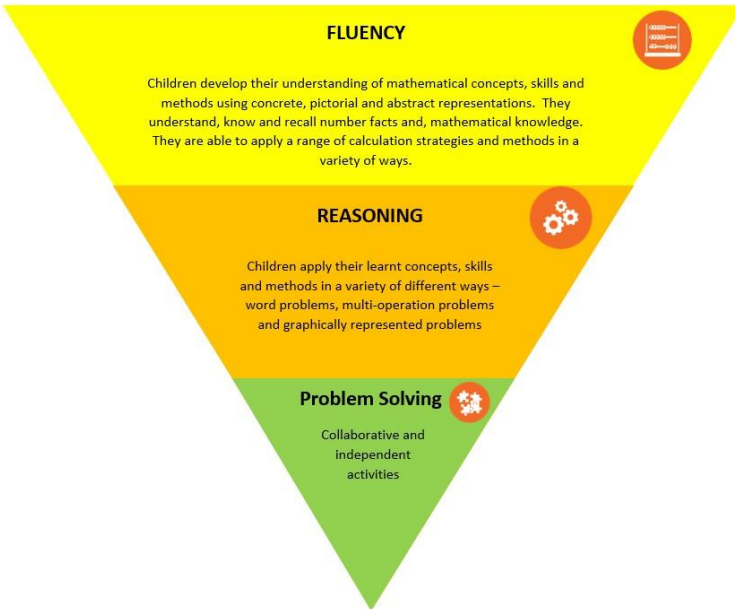 FLUENCY
Children develop their understanding of mathematical concepts, skills and
methods using concrete, pictorial and abstract representations.  They
understand, know and recall number facts and, mathematical knowledge.
They are able to apply a range of calculation strategies and methods in a
variety of ways.
REASONING
Children apply their learnt concepts, skills
and methods in a variety of different ways –
word problems, multi-operation problems
and graphically represented problems
Problem Solving
Collaborative and
independent
activities